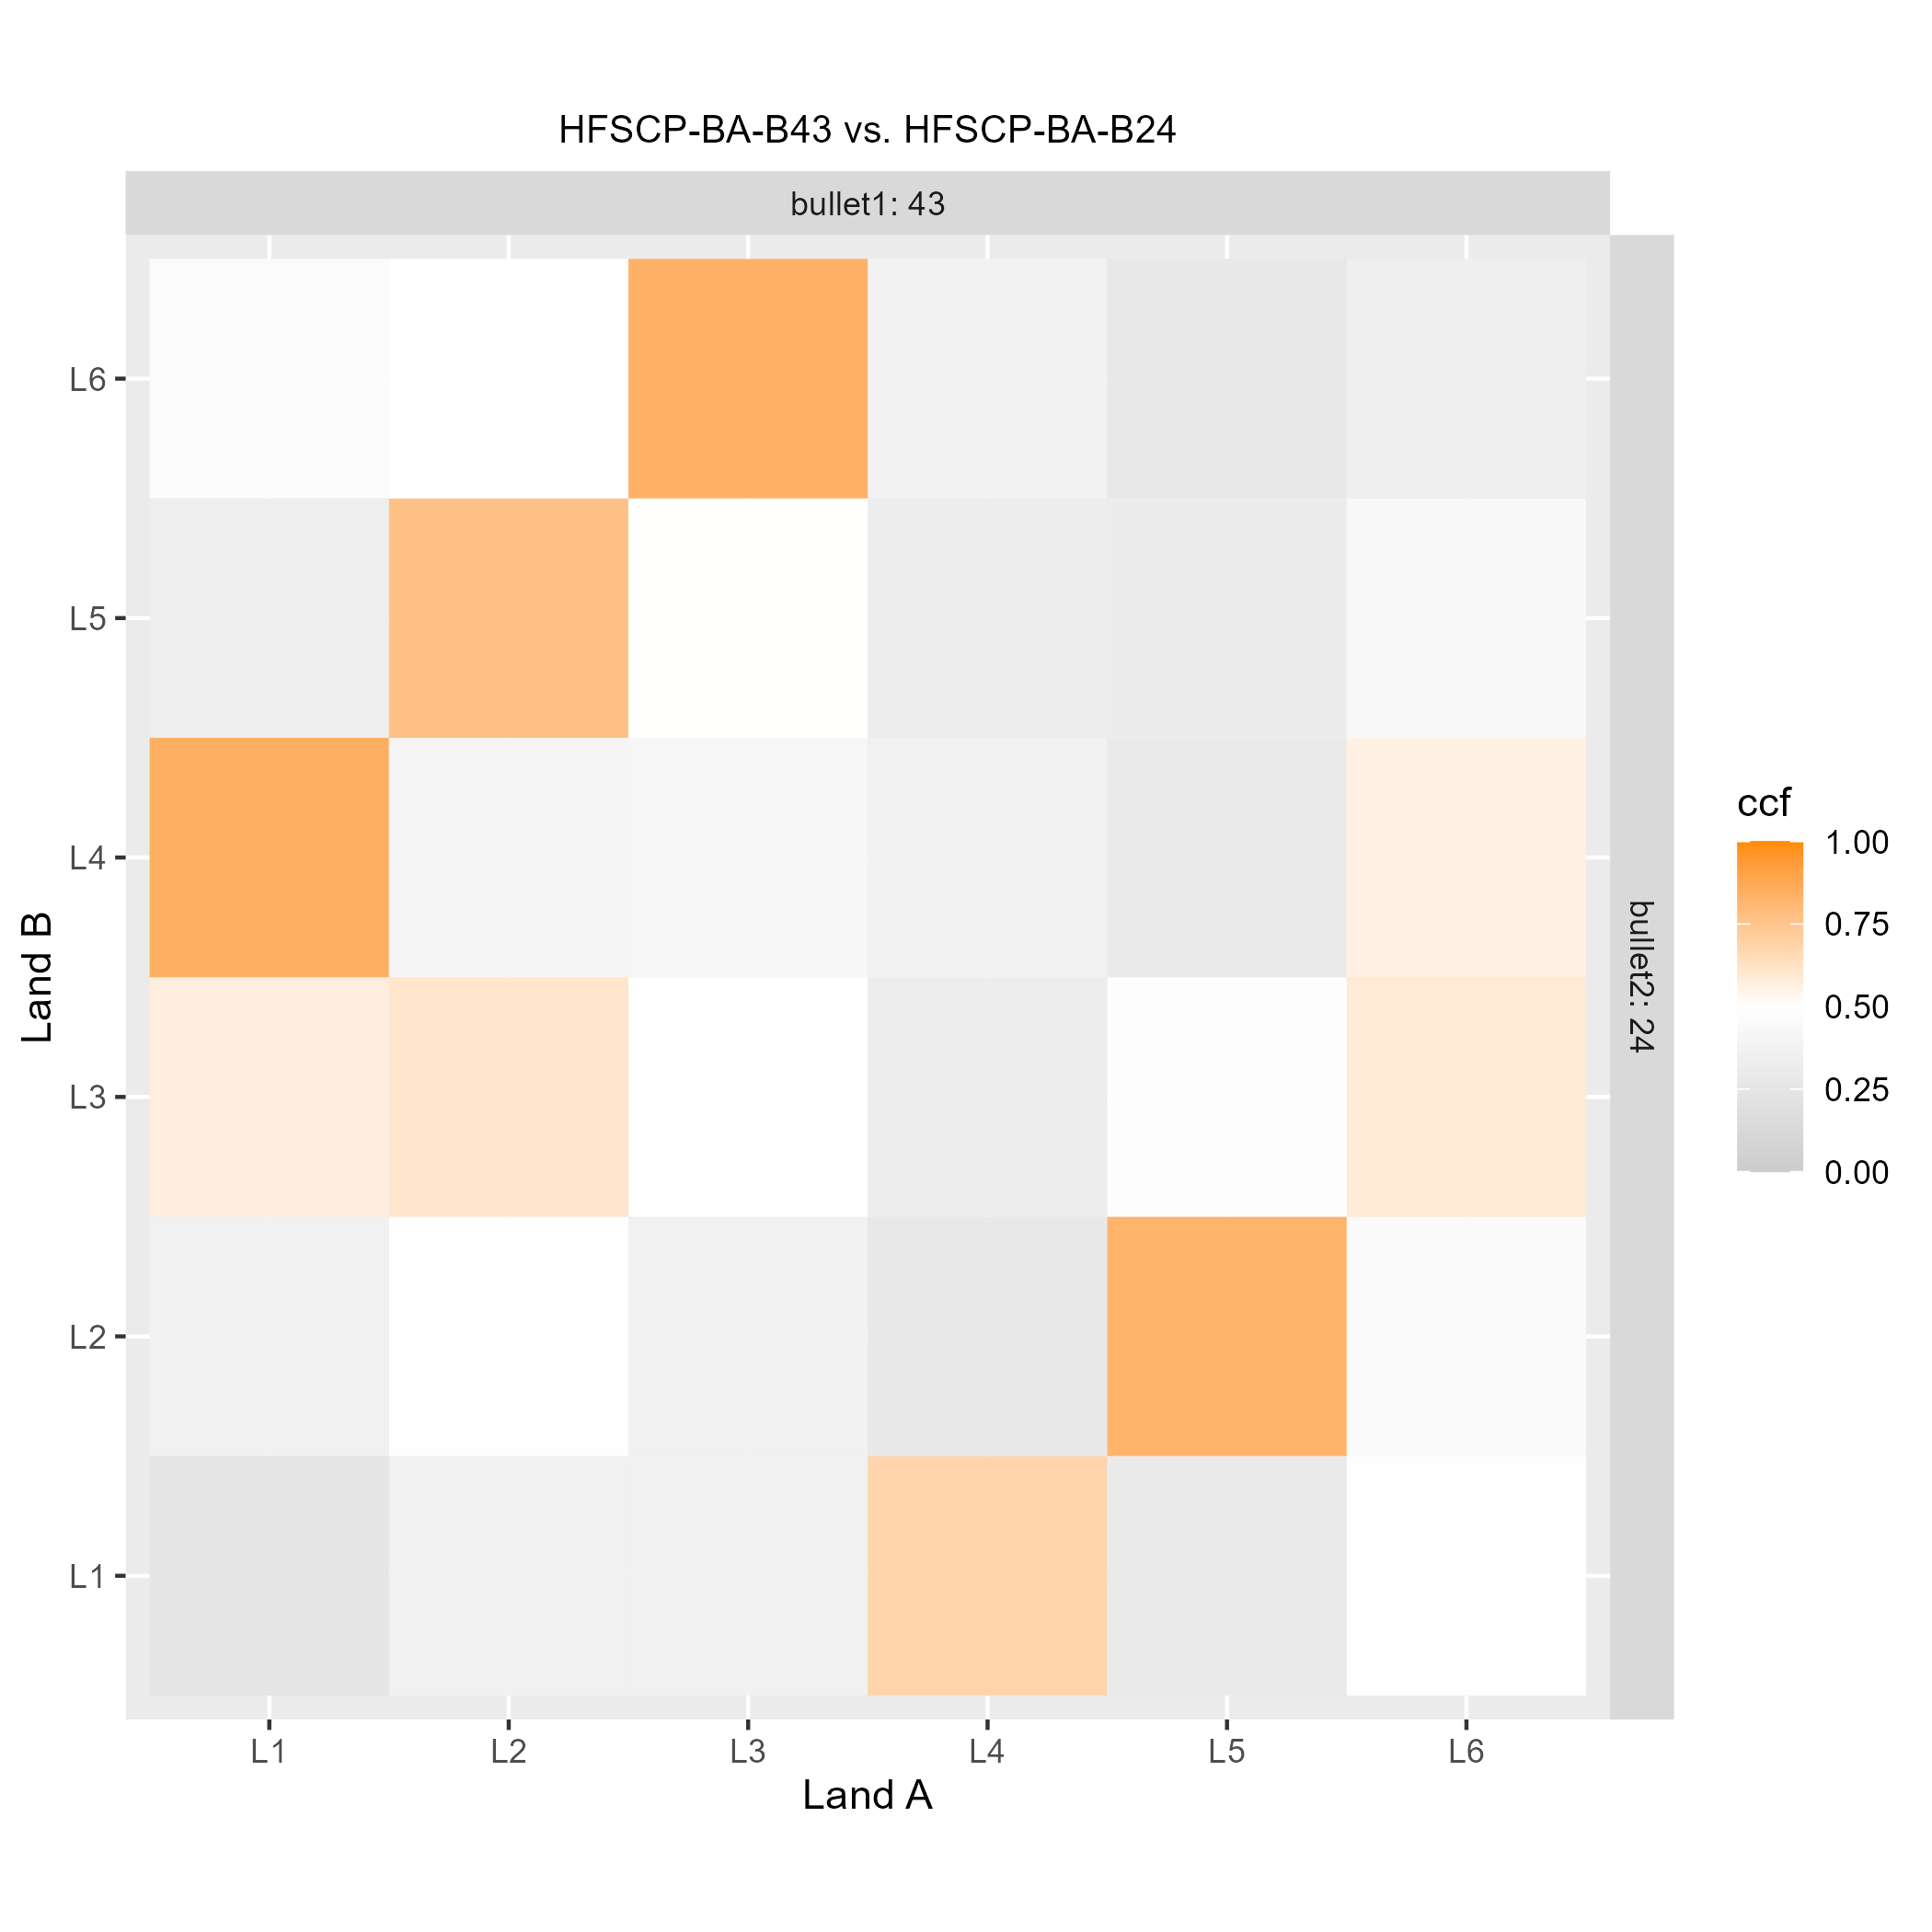 HFSCP-BA-B43 vs. HFSCP-BA-B24
bullet1: 43
L6
L5
L4
L3
L2
L1
Land B
L1 L2 L3 L4 L5 L6
Land A
bullet2: 24
ccf
1.00
0.75
0.50
0.25
0.00